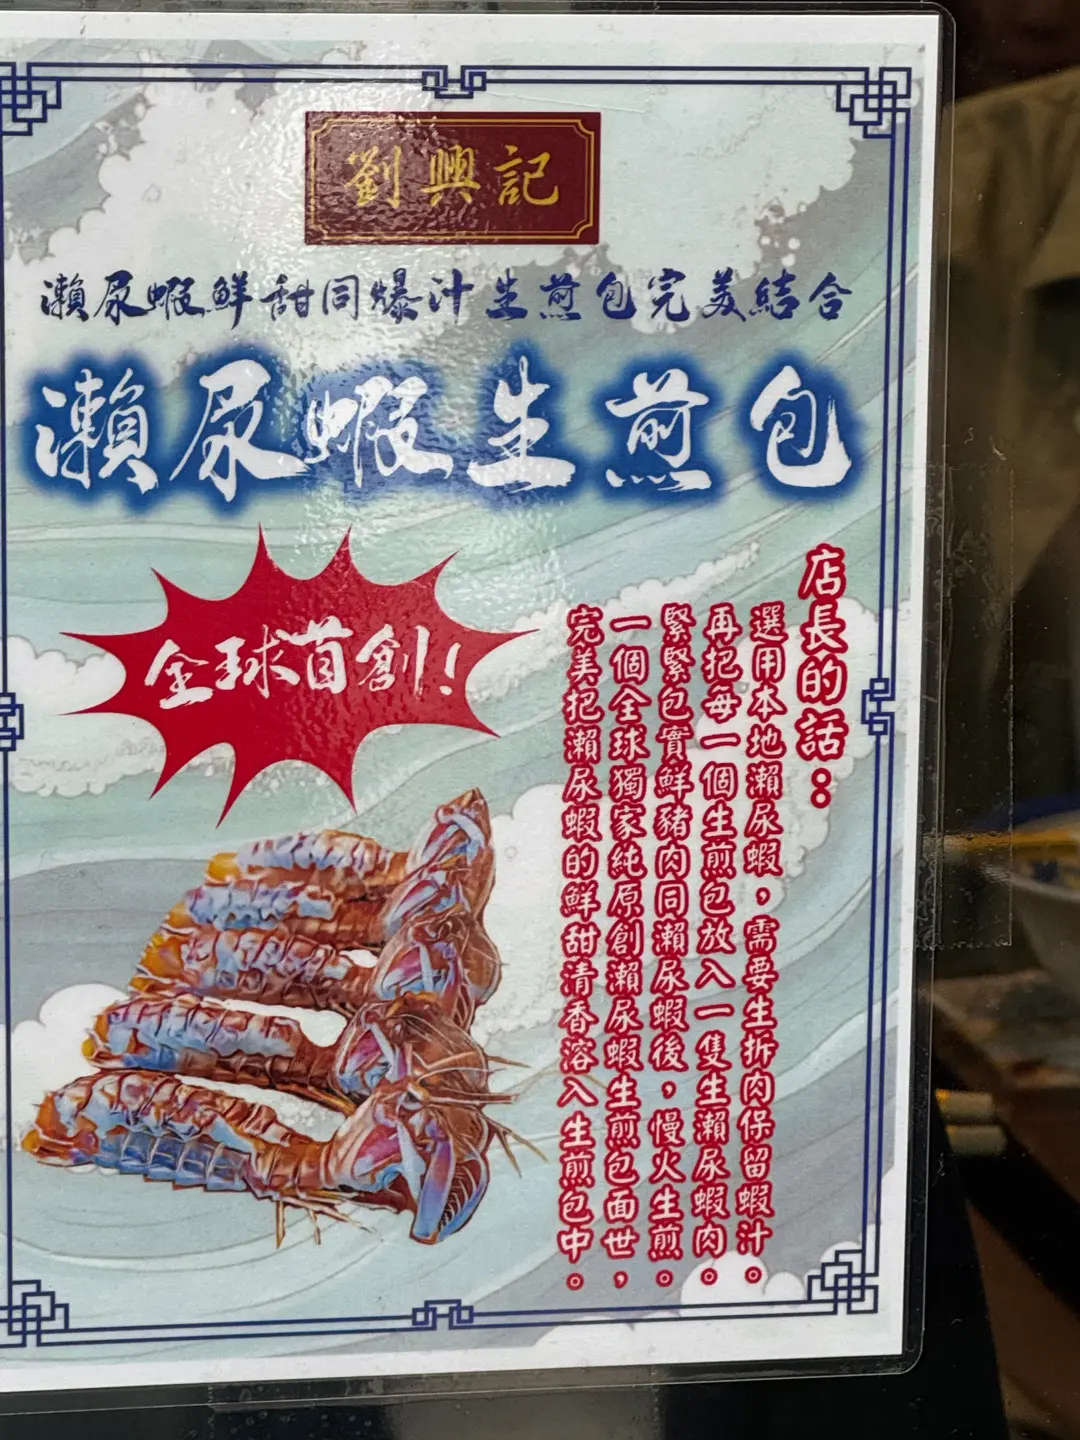 劉興記
瀨尿蝦鮮甜同爆汁生煎包完美結合
瀨尿蝦生煎包
全球首創！
店長的話：
選用本地瀨尿蝦，需要生拆肉保留蝦汁。
再把每一個生煎包放入一隻生瀨尿蝦肉。
緊緊包實鮮豬肉同瀨尿蝦後，慢火生煎。
一個全球獨家純原創瀨尿蝦生煎包面世，
完美把瀨尿蝦的鮮甜清香溶入生煎包中。